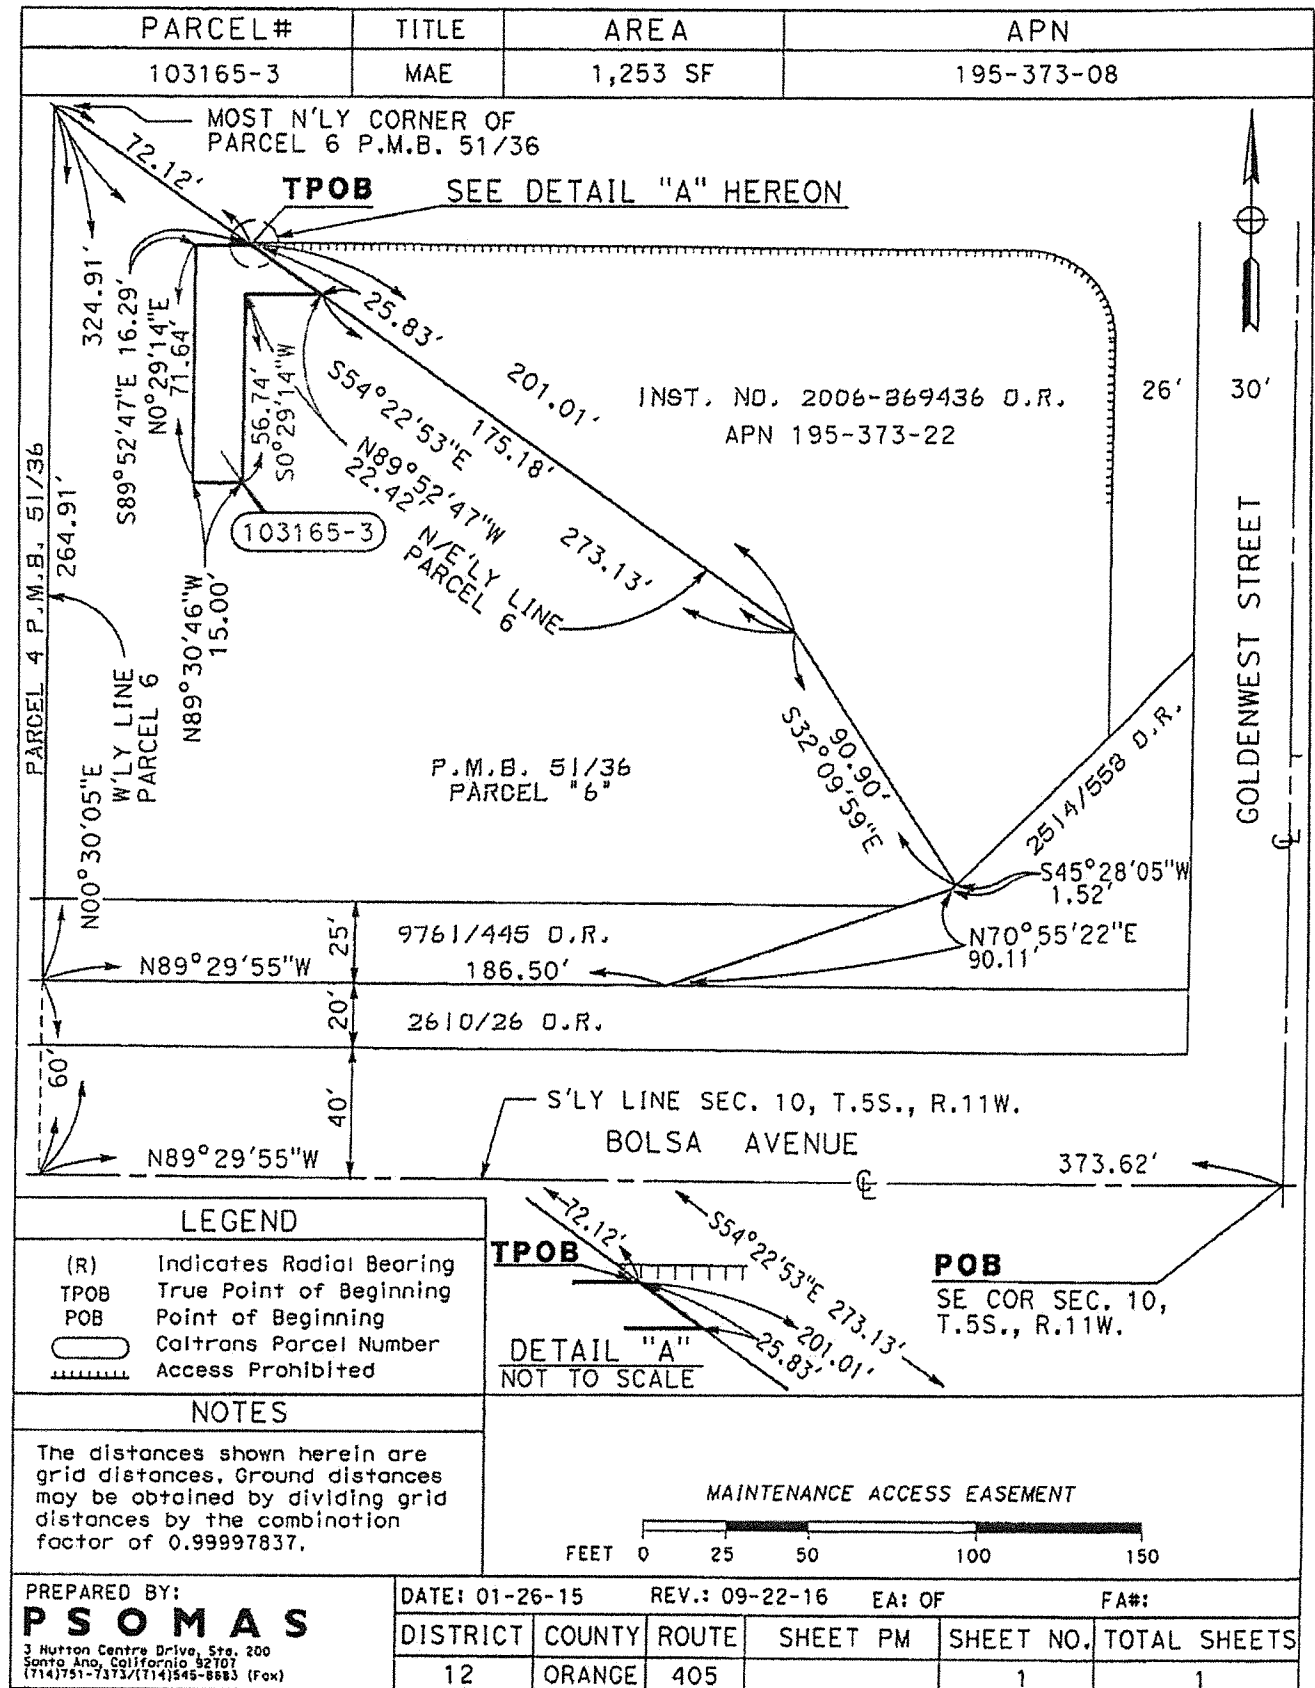 PARCEL# TITLE AREA APN
103165-3 MAE 1,253 SF 195-373-08
MOST N'LY CORNER OF
PARCEL 6 P.M.B. 51/36
72.12'
TPOB
SEE DETAIL "A" HEREON
324.91'
S89°52'47"E 16.29'
N0°29'14"E
71.64'
56.74'
S0°29'14"W
25.83'
S54°22'53"E
201.01'
175.18'
N89°52'47"W
22.42'
INST. NO. 2006-869436 O.R.
APN 195-373-22
26'
30'
PARCEL 4 P.M.B. 51/36
264.91'
103165-3
N/E'LY LINE
PARCEL 6
273.13'
N89°30'46"W
15.00'
W'LY LINE
PARCEL 6
N00°30'05"E
GOLDENWEST STREET
P.M.B. 51/36
PARCEL "6"
90.90'
S32°09'59"E
2514/558 O.R.
S45°28'05"W
1.52'
N70°55'22"E
90.11'
25'
9761/445 O.R.
N89°29'55"W
186.50'
20'
2610/26 O.R.
60'
40'
S'LY LINE SEC. 10, T.5S., R.11W.
BOLSA AVENUE
N89°29'55"W
373.62'
LEGEND
(R) Indicates Radial Bearing
TPOB True Point of Beginning
POB Point of Beginning
Caltrans Parcel Number
Access Prohibited
72.12'
TPOB
S54°22'53"E 273.13'
201.01'
25.83'
DETAIL "A"
NOT TO SCALE
POB
SE COR SEC. 10,
T.5S., R.11W.
NOTES
The distances shown herein are
grid distances. Ground distances
may be obtained by dividing grid
distances by the combination
factor of 0.99997837.
MAINTENANCE ACCESS EASEMENT
FEET 0 25 50 100 150
PREPARED BY:
PSOMAS
3 Hutton Centre Drive, Ste. 200
Santa Ana, California 92707
(714)751-7373/(714)545-8883 (Fax)
DATE: 01-26-15 REV.: 09-22-16 EA: OF FA#:
DISTRICT COUNTY ROUTE SHEET PM SHEET NO. TOTAL SHEETS
12 ORANGE 405 1 1